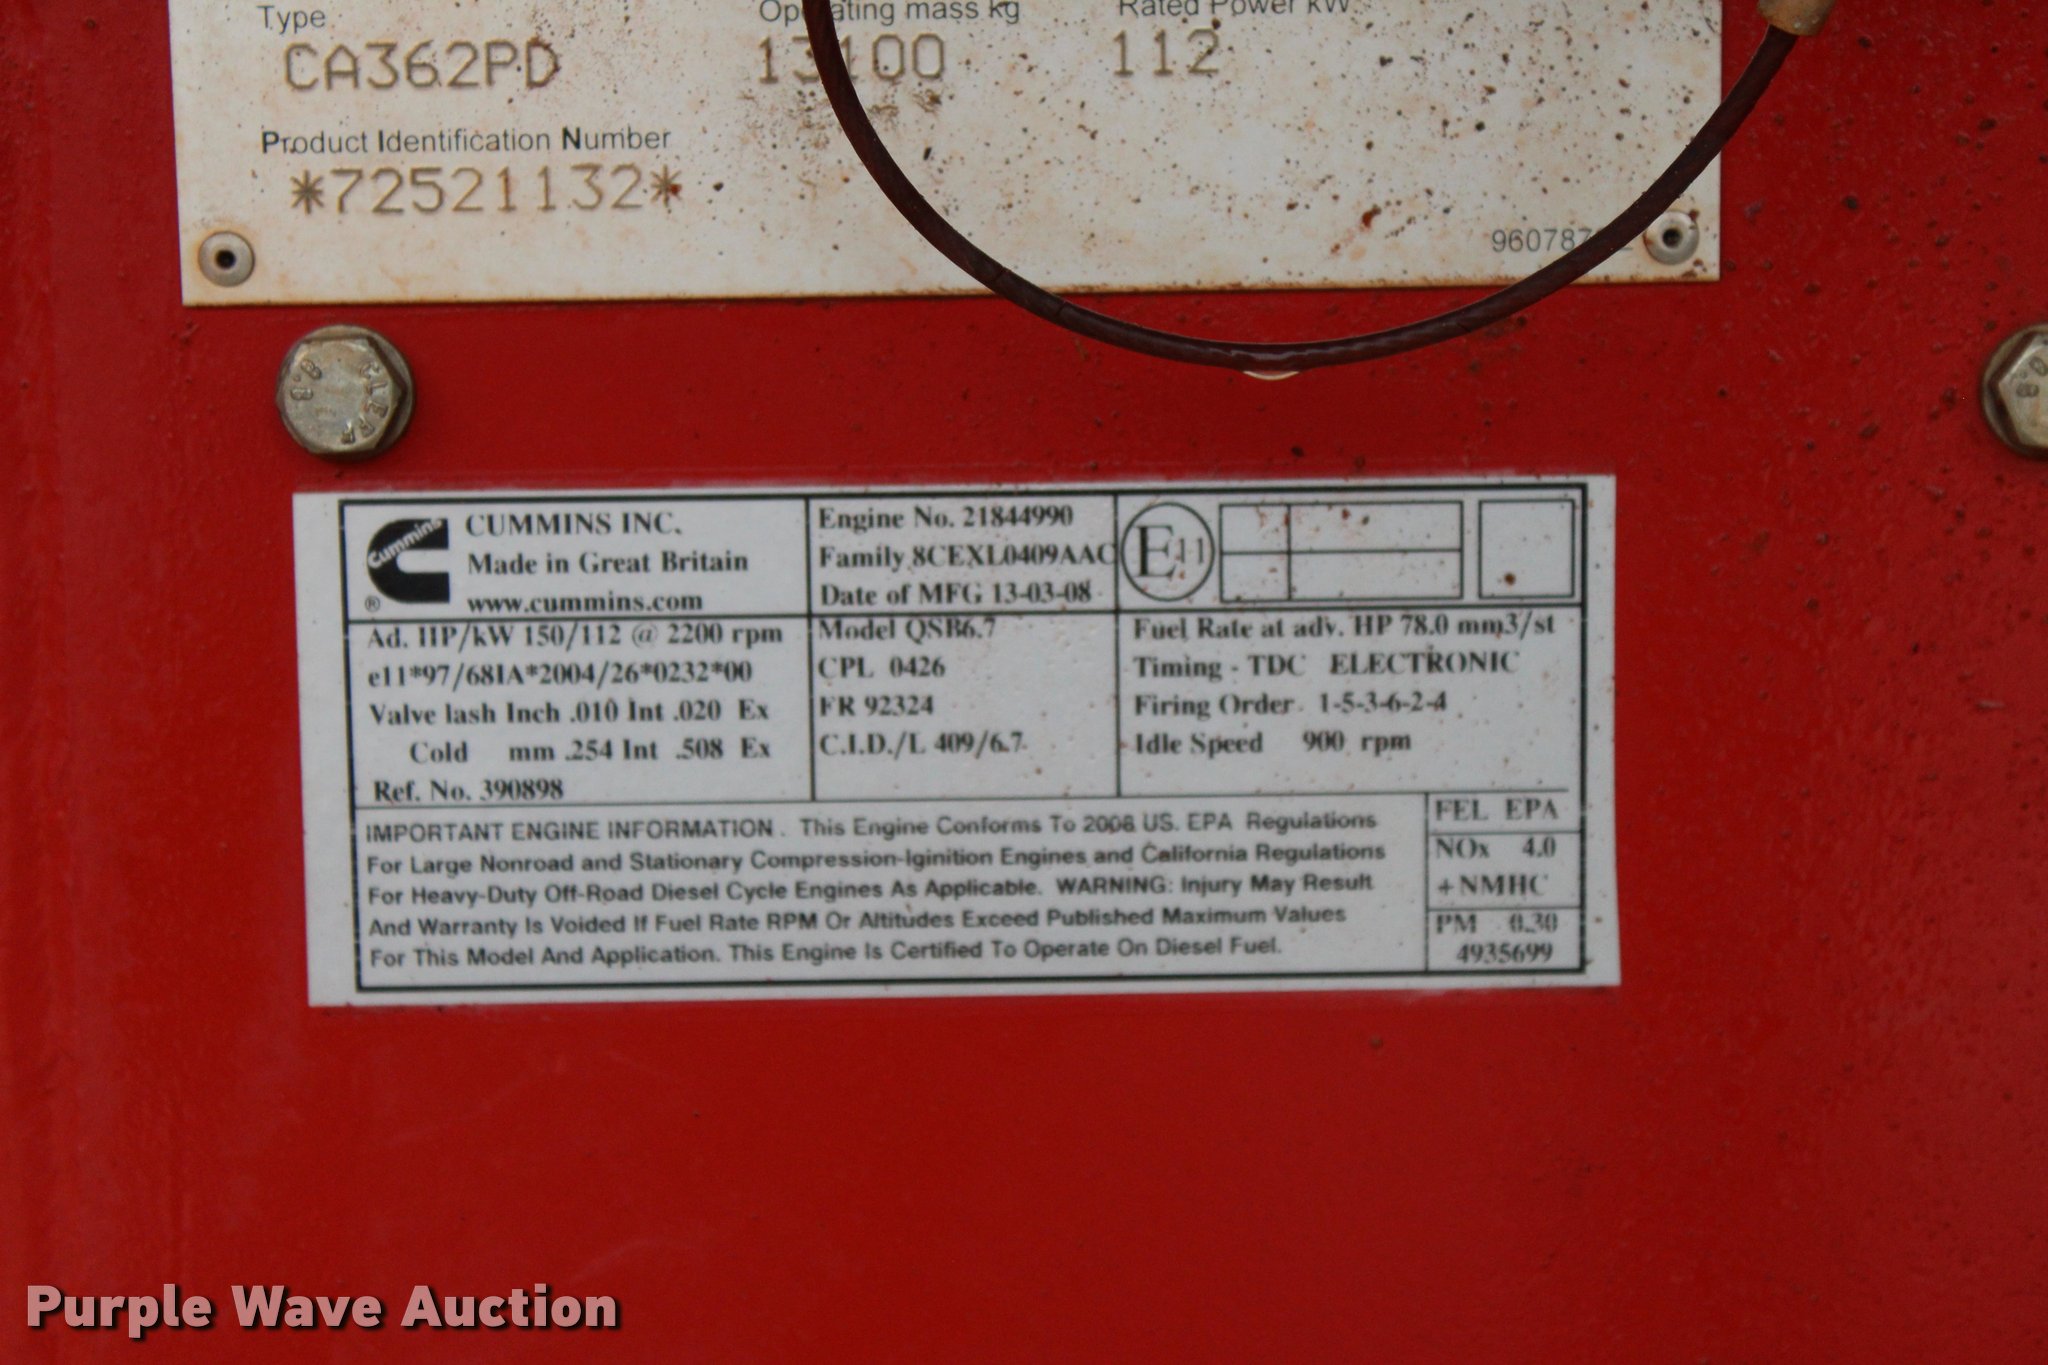 Type Operating mass kg Rated Power kW
CA362PD 13100 112
Product Identification Number
*72521132*
8.8
8.8
Cummins
CUMMINS INC.
Made in Great Britain
®
www.cummins.com
Engine No. 21844990
Family 8CEXL0409AAC
Date of MFG 13-03-08
E11
Ad. HP/kW 150/112 @ 2200 rpm
e11*97/68IA*2004/26*0232*00
Valve lash Inch .010 Int .020 Ex
Cold mm .254 Int .508 Ex
Ref. No. 390898
Model QSB6.7
CPL 0426
FR 92324
C.I.D./L 409/6.7
Fuel Rate at adv. HP 78.0 mm3/st
Timing - TDC ELECTRONIC
Firing Order 1-5-3-6-2-4
Idle Speed 900 rpm
IMPORTANT ENGINE INFORMATION . This Engine Conforms To 2008 US. EPA Regulations
For Large Nonroad and Stationary Compression-Iginition Engines and California Regulations
For Heavy-Duty Off-Road Diesel Cycle Engines As Applicable. WARNING: Injury May Result
And Warranty Is Voided If Fuel Rate RPM Or Altitudes Exceed Published Maximum Values
For This Model And Application. This Engine Is Certified To Operate On Diesel Fuel.
FEL EPA
NOx 4.0
+NMHC
PM 0.30
4935699
Purple Wave Auction